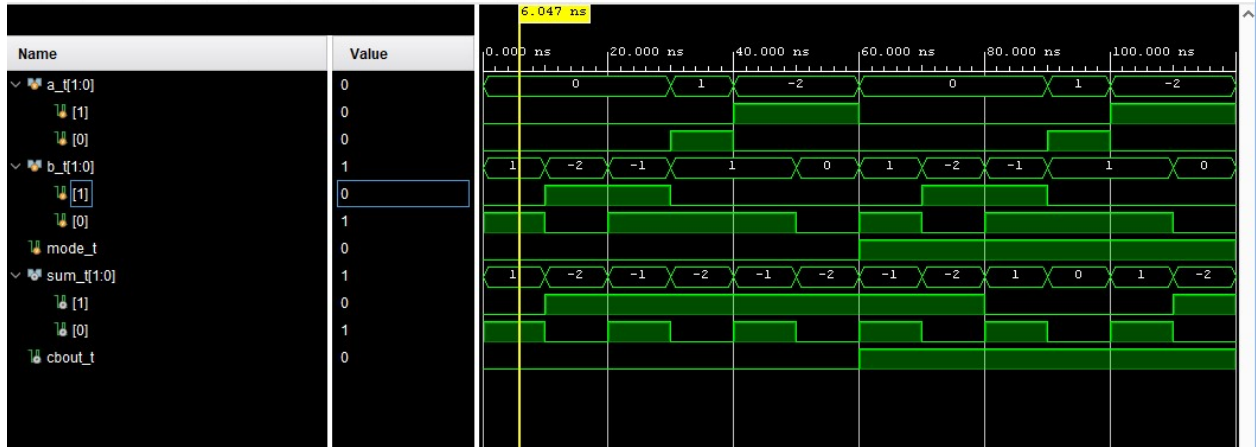 6.047 ns
Name Value 0.000 ns 20.000 ns 40.000 ns 60.000 ns 80.000 ns 100.000 ns
a_t[1:0] 0 0 1 -2 0 1 -2
[1] 0
[0] 0
b_t[1:0] 1 1 -2 -1 1 0 1 -2 -1 1 0
[1] 0
[0] 1
mode_t 0
sum_t[1:0] 1 1 -2 -1 -2 -1 -2 -1 -2 1 0 1 -2
[1] 0
[0] 1
cbout_t 0